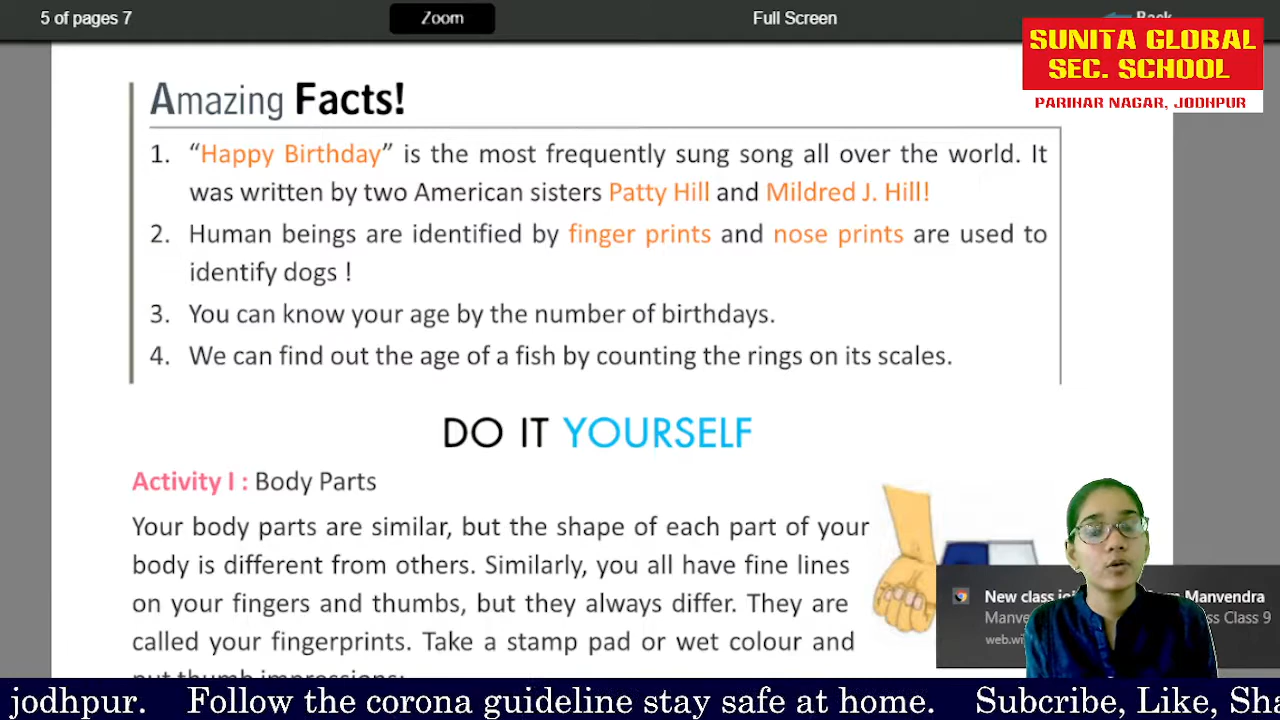 5 of pages 7
Zoom
Full Screen
Back
SUNITA GLOBAL
SEC. SCHOOL
PARIHAR NAGAR, JODHPUR
Amazing Facts!
1. “Happy Birthday” is the most frequently sung song all over the world. It
was written by two American sisters Patty Hill and Mildred J. Hill!
2. Human beings are identified by finger prints and nose prints are used to
identify dogs !
3. You can know your age by the number of birthdays.
4. We can find out the age of a fish by counting the rings on its scales.
DO IT YOURSELF
Activity I : Body Parts
Your body parts are similar, but the shape of each part of your
body is different from others. Similarly, you all have fine lines
on your fingers and thumbs, but they always differ. They are
called your fingerprints. Take a stamp pad or wet colour and
put thumb impressions:
New class Manvendra
Class 9
jodhpur. Follow the corona guideline stay safe at home. Subcribe, Like, Sha